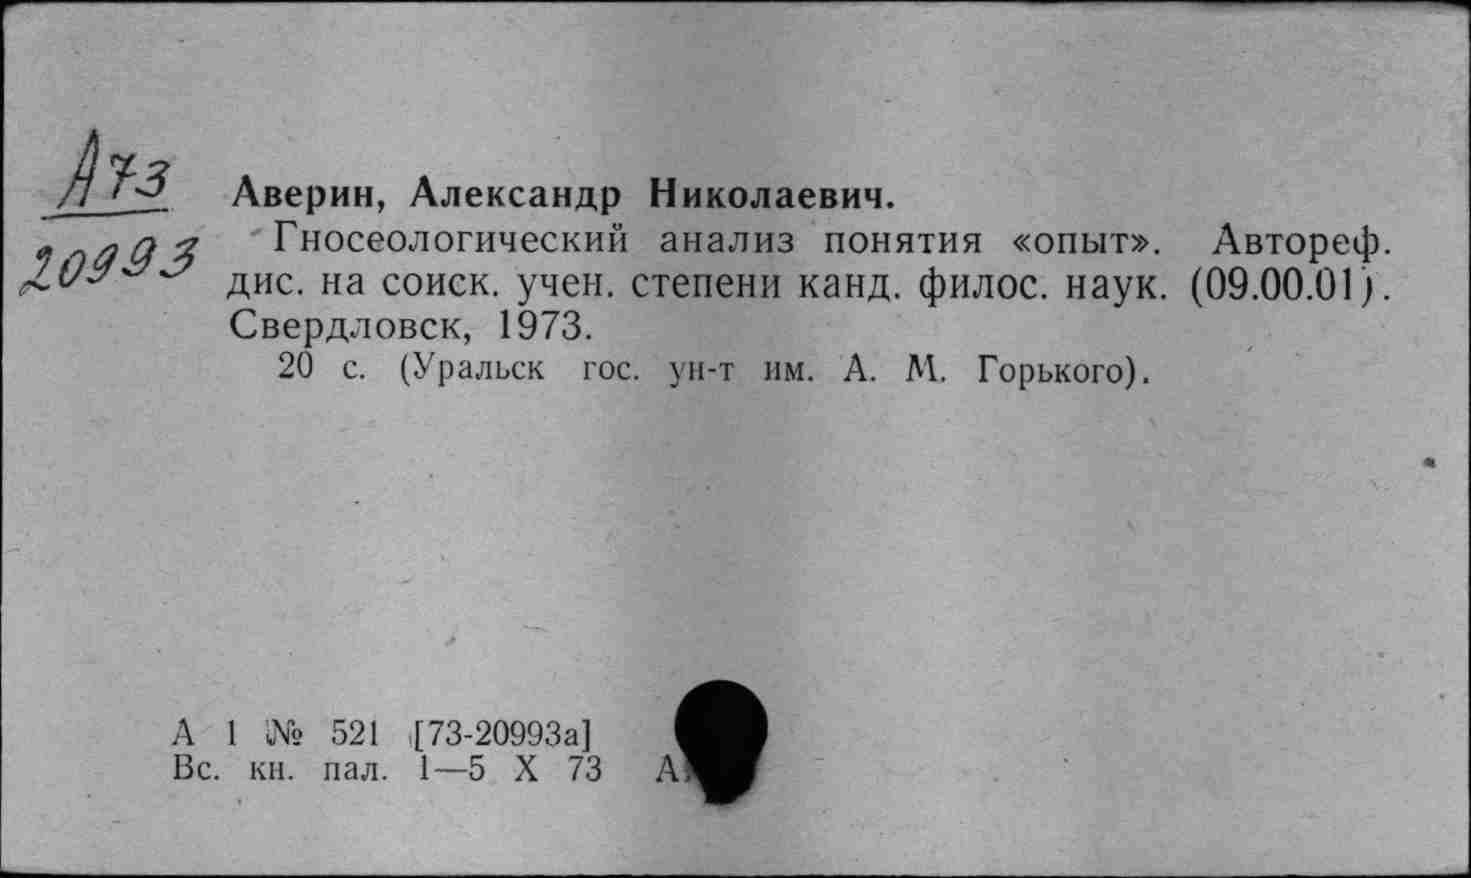 А73
20993
Аверин, Александр Николаевич.
Гносеологический анализ понятия «опыт». Автореф.
дис. на соиск. учен. степени канд. филос. наук. (09.00.01).
Свердловск, 1973.
20 с. (Уральск гос. ун-т им. А. М. Горького).
А 1 № 521 [73-20993а]
Вс. кн. пал. 1—5 X 73